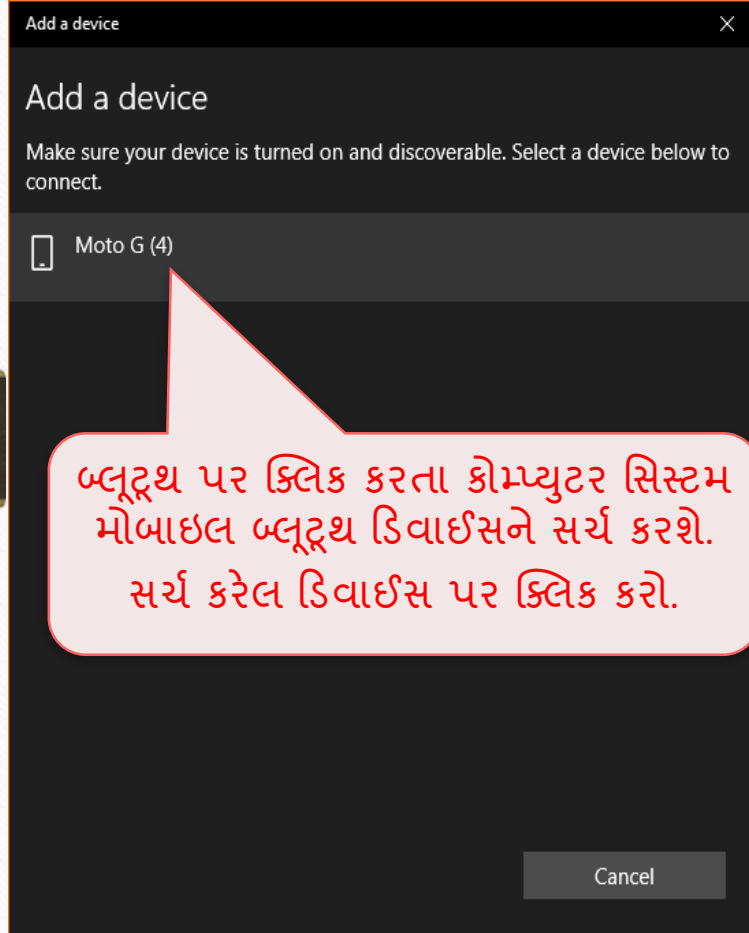 Add a device
Add a device
Make sure your device is turned on and discoverable. Select a device below to
connect.
Moto G (4)
બ્લૂટૂથ પર ક્લિક કરતા કોમ્પ્યુટર સિસ્ટમ
મોબાઇલ બ્લૂટૂથ ડિવાઈસને સર્ચ કરશે.
સર્ચ કરેલ ડિવાઈસ પર ક્લિક કરો.
Cancel